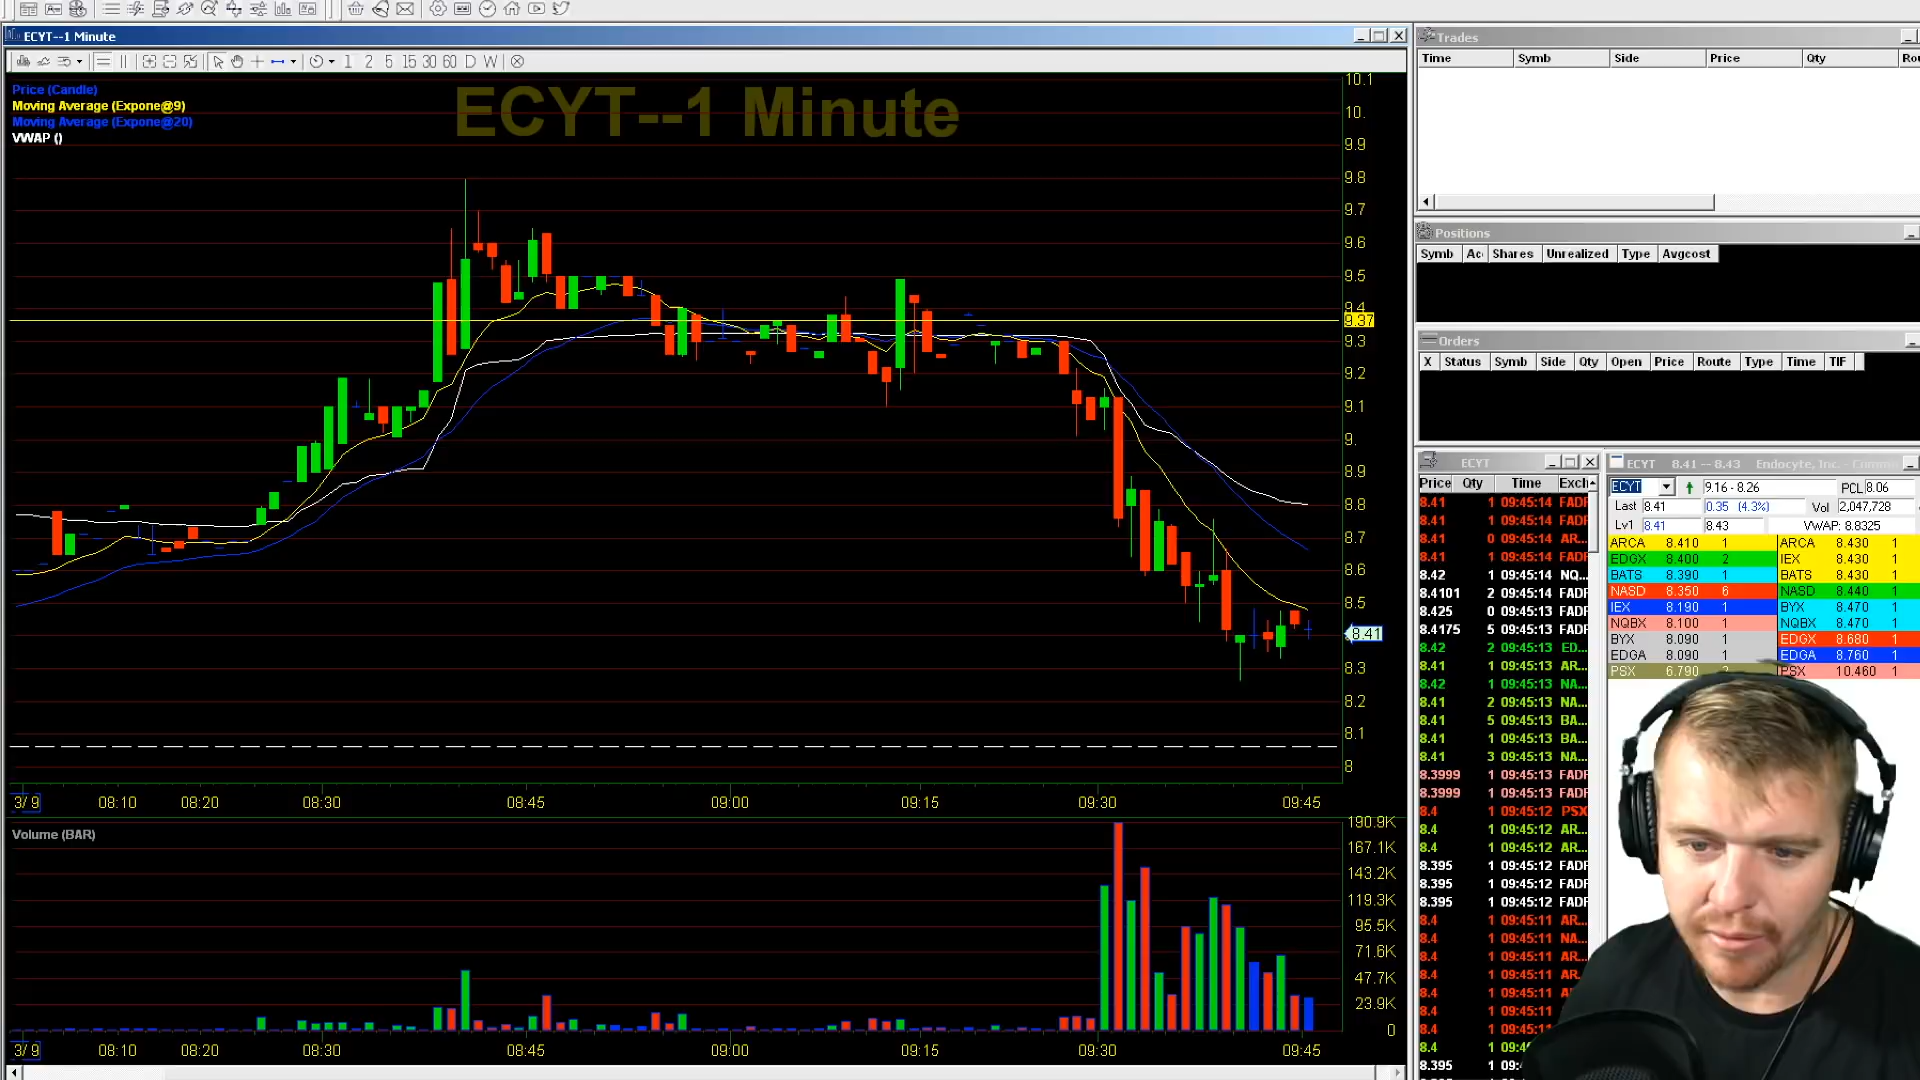 ECYT--1 Minute
1 2 5 15 30 60 D W
Price (Candle)
Moving Average (Expone@9)
Moving Average (Expone@20)
VWAP ()
ECYT--1 Minute
10.1
10.
9.9
9.8
9.7
9.6
9.5
9.4
9.37
9.3
9.2
9.1
9.
8.9
8.8
8.7
8.6
8.5
8.41
8.3
8.2
8.1
8
3/ 9 08:10 08:20 08:30 08:45 09:00 09:15 09:30 09:45
Volume (BAR)
190.9K
167.1K
143.2K
119.3K
95.5K
71.6K
47.7K
23.9K
0
3/ 9 08:10 08:20 08:30 08:45 09:00 09:15 09:30 09:45
Trades
Time Symb Side Price Qty
Positions
Symb Shares Unrealized Type Avgcost
Orders
X Status Symb Side Qty Open Price Route Type Time TIF
ECYT
Price Qty Time
8.41 1 09:45:14 FADF
8.41 1 09:45:14 FADF
8.41 0 09:45:14 AR...
8.41 1 09:45:14 FADF
8.42 1 09:45:14 NQ...
8.4101 2 09:45:14 FADF
8.425 0 09:45:13 FADF
8.4175 5 09:45:13 FADF
8.42 2 09:45:13 ED...
8.41 1 09:45:13 AR...
8.42 1 09:45:13 NA...
8.41 2 09:45:13 NA...
8.41 5 09:45:13 BA...
8.41 1 09:45:13 BA...
8.41 3 09:45:13 NA...
8.3999 1 09:45:13 FADF
8.3999 1 09:45:13 FADF
8.4 1 09:45:12 PSX
8.4 1 09:45:12 AR...
8.4 1 09:45:12 AR...
8.395 1 09:45:12 FADF
8.395 1 09:45:12 FADF
8.395 1 09:45:12 FADF
8.4 1 09:45:11 AR...
8.4 1 09:45:11 NA...
8.4 1 09:45:11 AR...
8.4 1 09:45:11 AR...
8.4 1 09:45:11
8.4 1 09:45:11
8.4 1 09:45:11
8.4 1
8.395 1
ECYT 8.41 -- 8.43 Endocyte, Inc.
ECYT 9.16 - 8.26 PCL 8.06
Last 8.41 0.35 (4.3%) Vol 2,047,728
Lv1 8.41 8.43 VWAP: 8.8325
ARCA 8.410 1 ARCA 8.430 1
EDGX 8.400 2 IEX 8.430 1
BATS 8.390 1 BATS 8.430 1
NASD 8.350 6 NASD 8.440 1
IEX 8.190 1 BYX 8.470 1
NQBX 8.100 1 NQBX 8.470 1
BYX 8.090 1 EDGX 8.680 1
EDGA 8.090 1 EDGA 8.760 1
PSX 6.790 PSX 10.460 1